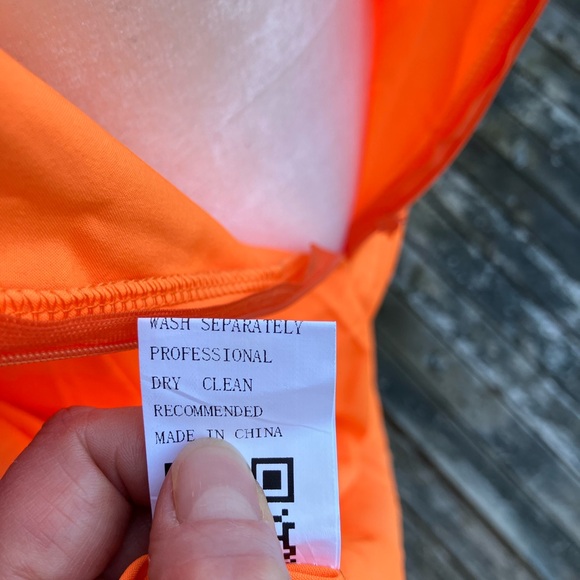 WASH SEPARATELY
PROFESSIONAL
DRY CLEAN
RECOMMENDED
MADE IN CHINA